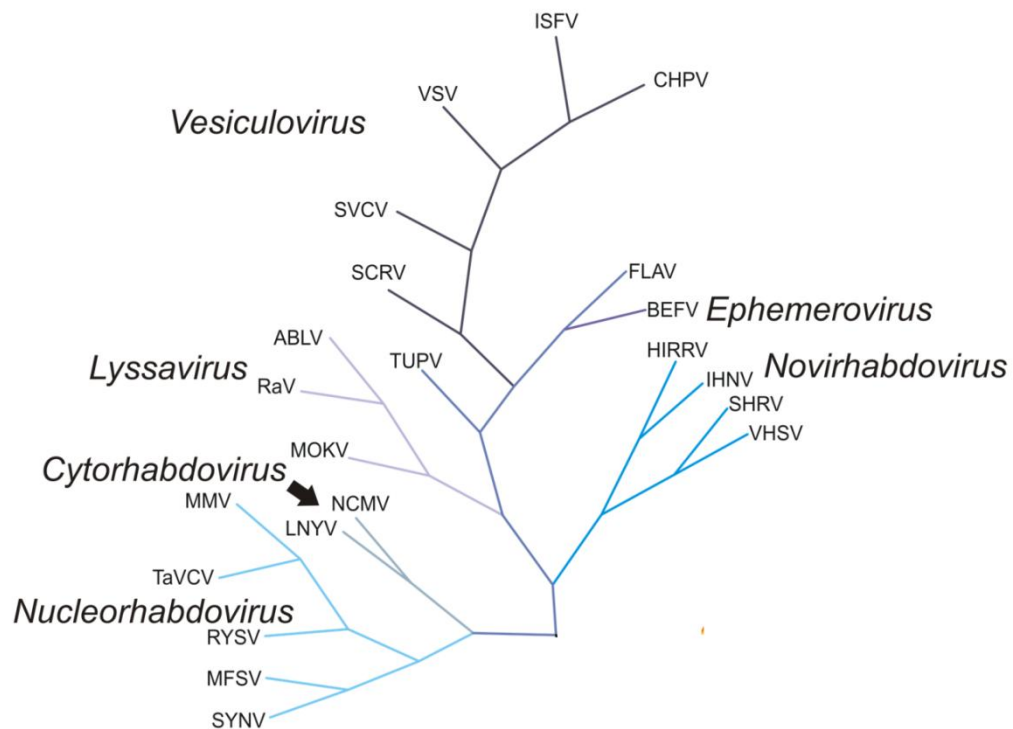 ISFV
CHPV
VSV
Vesiculovirus
SVCV
SCRV
FLAV
BEFV
Ephemerovirus
ABLV
TUPV
HIRRV
Lyssavirus
RaV
IHNV
Novirhabdovirus
SHRV
VHSV
MOKV
Cytorhabdovirus
MMV
NCMV
LNYV
TaVCV
Nucleorhabdovirus
RYSV
MFSV
SYNV